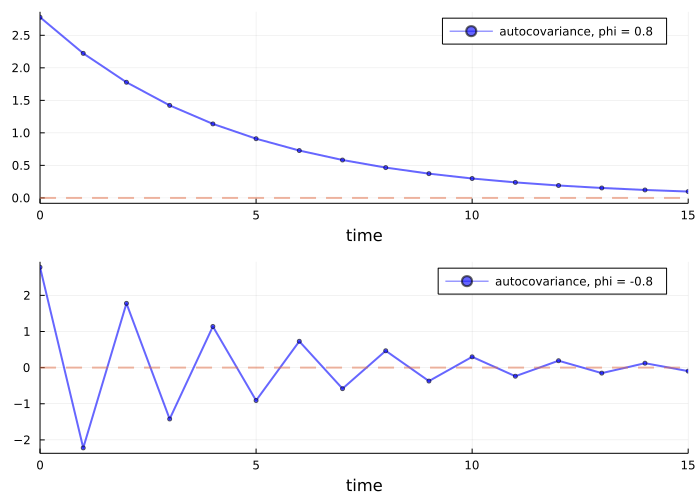 autocovariance, phi = 0.8
2.5
2.0
1.5
1.0
0.5
0.0
0 5 10 15
time
autocovariance, phi = -0.8
2
1
0
−1
−2
0 5 10 15
time